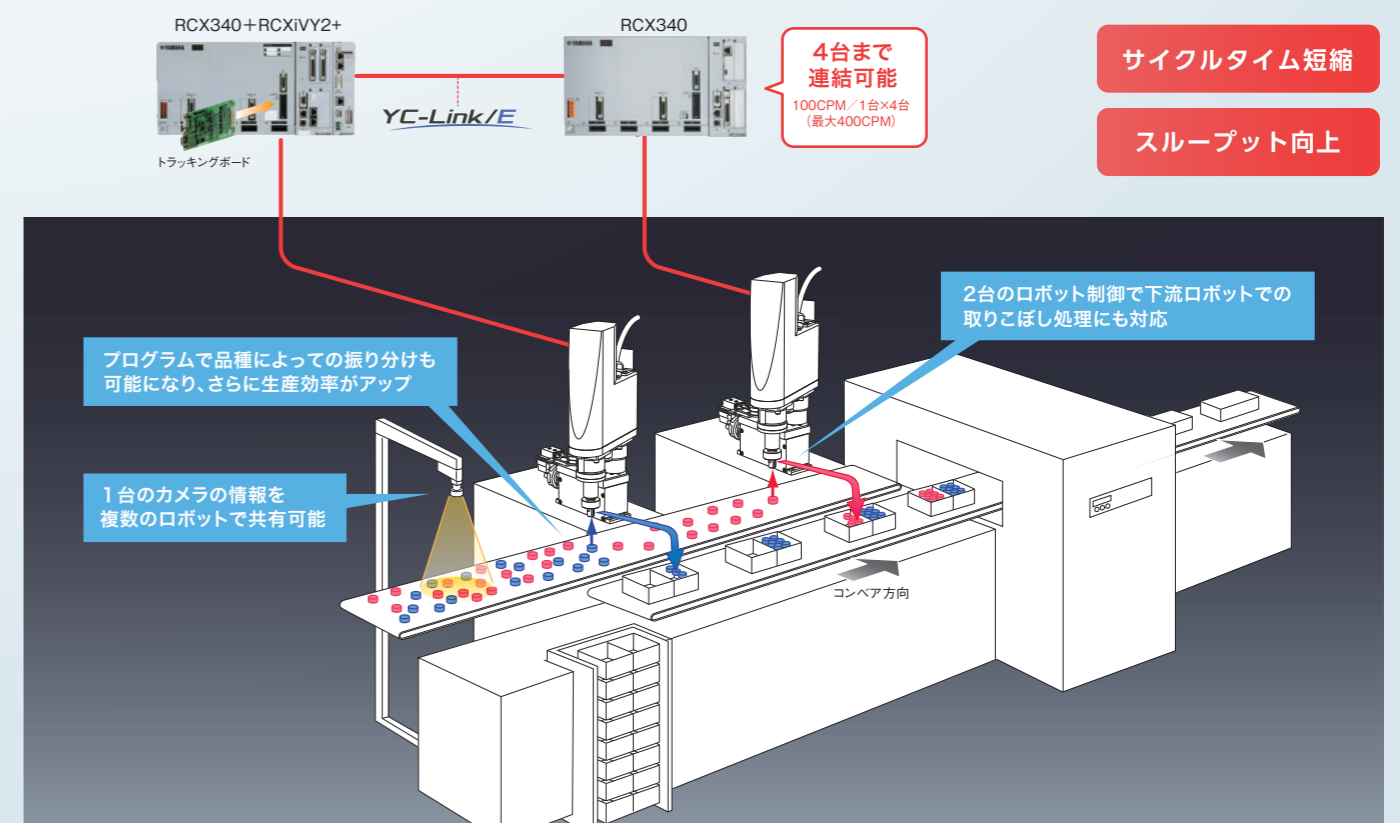 RCX340+RCXiVY2+
RCX340
YAMAHA
YC-Link/E
トラッキングボード
4台まで
連結可能
100CPM/1台×4台
(最大400CPM)
サイクルタイム短縮
スループット向上
2台のロボット制御で下流ロボットでの
取りこぼし処理にも対応
プログラムで品種によっての振り分けも
可能になり、さらに生産効率がアップ
1台のカメラの情報を
複数のロボットで共有可能
コンベア方向